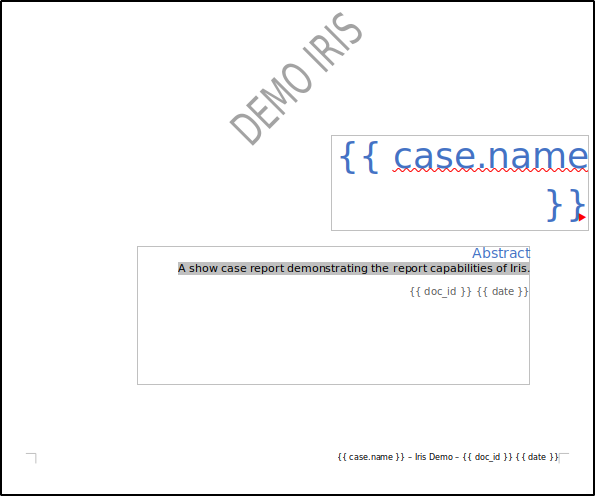 DEMO IRIS
{{ case.name
}}
Abstract
A show case report demonstrating the report capabilities of Iris.
{{ doc_id }} {{ date }}
{{ case.name }} – Iris Demo – {{ doc_id }} {{ date }}